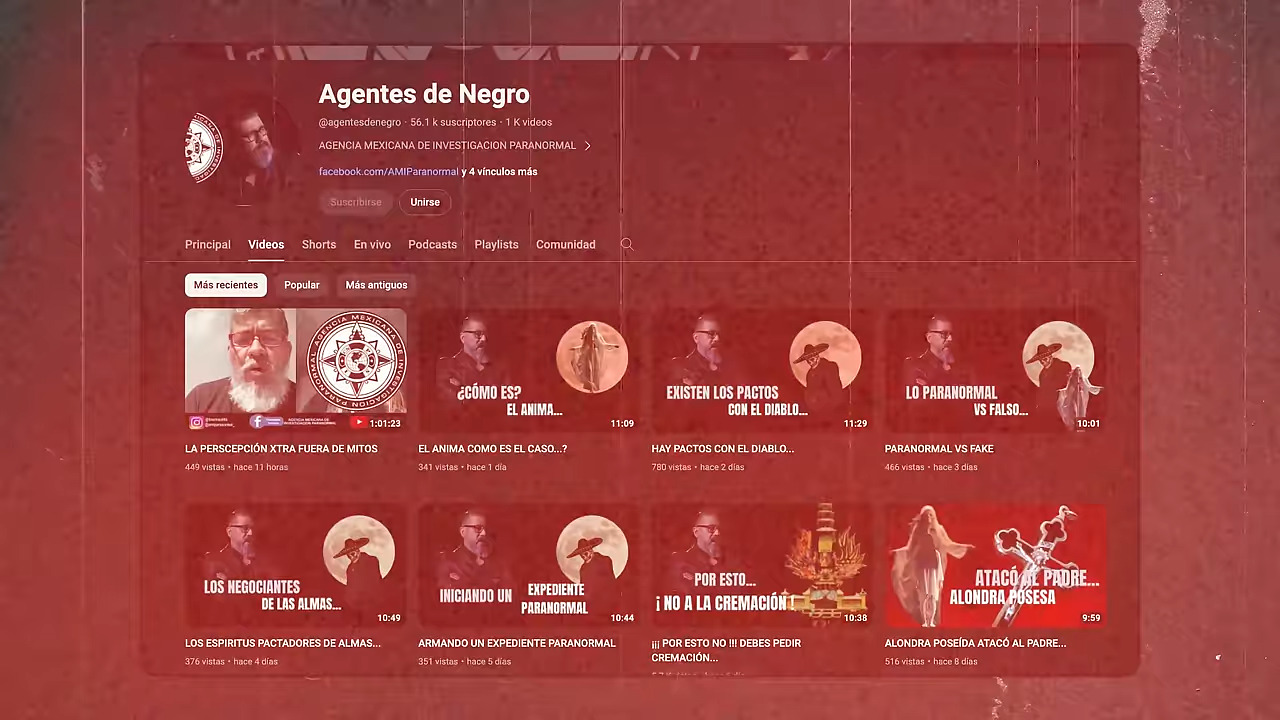 Agentes de Negro
@agentesdenegro · 56.1 k suscriptores · 1 K videos
AGENCIA MEXICANA DE INVESTIGACION PARANORMAL
facebook.com/AMIParanormal y 4 vínculos más
Suscribirse Unirse
Principal Videos Shorts En vivo Podcasts Playlists Comunidad
Más recientes Popular Más antiguos
AGENCIA MEXICANA DE INVESTIGACION PARANORMAL
1:01:23
¿CÓMO ES?
EL ANIMA...
11:09
EXISTEN LOS PACTOS
CON EL DIABLO...
11:29
LO PARANORMAL
VS FALSO...
10:01
LA PERSCEPCIÓN XTRA FUERA DE MITOS
449 vistas • hace 11 horas
EL ANIMA COMO ES EL CASO...?
341 vistas • hace 1 día
HAY PACTOS CON EL DIABLO...
780 vistas • hace 2 días
PARANORMAL VS FAKE
466 vistas • hace 3 días
LOS NEGOCIANTES
DE LAS ALMAS...
10:49
INICIANDO UN EXPEDIENTE
PARANORMAL
10:44
POR ESTO...
¡ NO A LA CREMACIÓN !
10:38
ATACÓ AL PADRE...
ALONDRA POSESA
9:59
LOS ESPIRITUS PACTADORES DE ALMAS...
376 vistas • hace 4 días
ARMANDO UN EXPEDIENTE PARANORMAL
351 vistas • hace 5 días
¡¡¡ POR ESTO NO !!! DEBES PEDIR
CREMACIÓN...
ALONDRA POSEÍDA ATACÓ AL PADRE...
516 vistas • hace 8 días